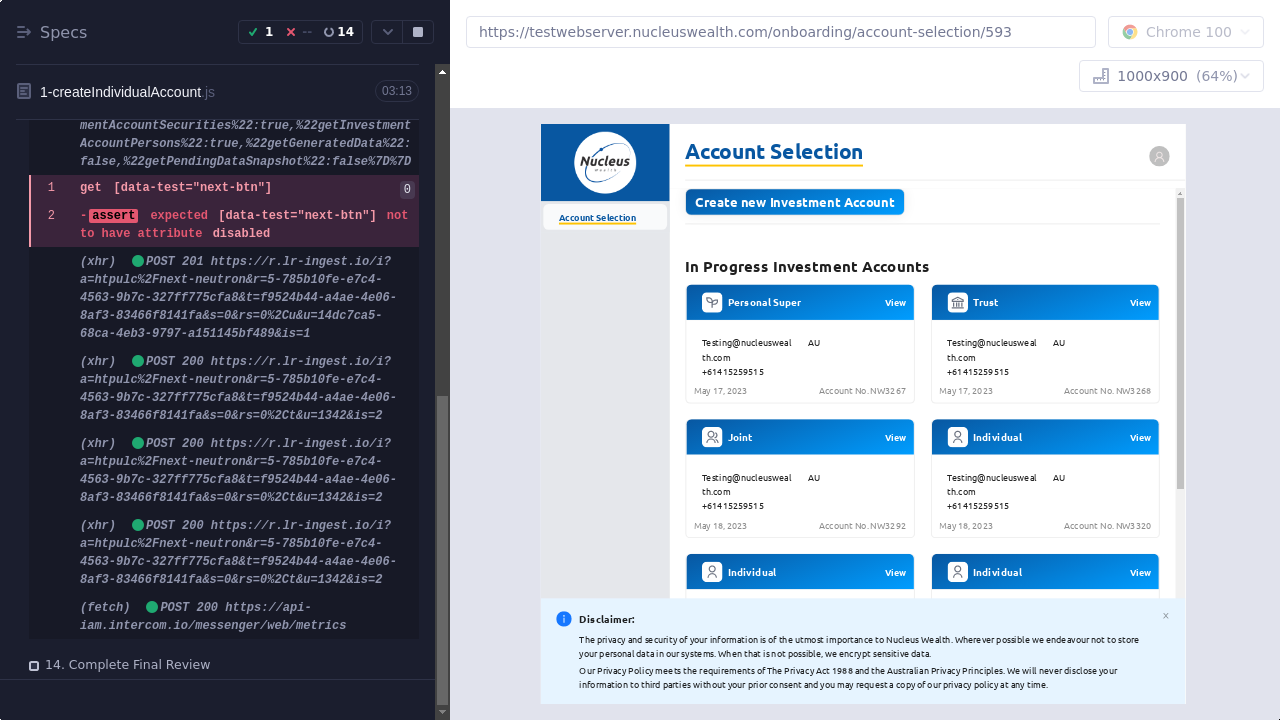 Specs
1
--
14
1-createIndividualAccount.js
03:13
mentAccountSecurities%22:true,%22getInvestment
AccountPersons%22:true,%22getGeneratedData%22:
false,%22getPendingDataSnapshot%22:false%7D%7D
1 get [data-test="next-btn"] 0
2 -assert expected [data-test="next-btn"] not
to have attribute disabled
(xhr) POST 201 https://r.lr-ingest.io/i?
a=htpulc%2Fnext-neutron&r=5-785b10fe-e7c4-
4563-9b7c-327ff775cfa8&t=f9524b44-a4ae-4e06-
8af3-83466f8141fa&s=0&rs=0%2Cu&u=14dc7ca5-
68ca-4eb3-9797-a151145bf489&is=1
(xhr) POST 200 https://r.lr-ingest.io/i?
a=htpulc%2Fnext-neutron&r=5-785b10fe-e7c4-
4563-9b7c-327ff775cfa8&t=f9524b44-a4ae-4e06-
8af3-83466f8141fa&s=0&rs=0%2Ct&u=1342&is=2
(xhr) POST 200 https://r.lr-ingest.io/i?
a=htpulc%2Fnext-neutron&r=5-785b10fe-e7c4-
4563-9b7c-327ff775cfa8&t=f9524b44-a4ae-4e06-
8af3-83466f8141fa&s=0&rs=0%2Ct&u=1342&is=2
(xhr) POST 200 https://r.lr-ingest.io/i?
a=htpulc%2Fnext-neutron&r=5-785b10fe-e7c4-
4563-9b7c-327ff775cfa8&t=f9524b44-a4ae-4e06-
8af3-83466f8141fa&s=0&rs=0%2Ct&u=1342&is=2
(fetch) POST 200 https://api-
iam.intercom.io/messenger/web/metrics
14. Complete Final Review
https://testwebserver.nucleuswealth.com/onboarding/account-selection/593
Chrome 100
1000x900 (64%)
Nucleus
Wealth
Account Selection
Account Selection
Create new Investment Account
In Progress Investment Accounts
Personal Super View
Testing@nucleusweal AU
th.com
+61415259515
May 17, 2023 Account No. NW3267
Trust View
Testing@nucleusweal AU
th.com
+61415259515
May 17, 2023 Account No. NW3268
Joint View
Testing@nucleusweal AU
th.com
+61415259515
May 18, 2023 Account No. NW3292
Individual View
Testing@nucleusweal AU
th.com
+61415259515
May 18, 2023 Account No. NW3320
Individual View
Individual View
Disclaimer: x
The privacy and security of your information is of the utmost importance to Nucleus Wealth. Wherever possible we endeavour not to store
your personal data in our systems. When that is not possible, we encrypt sensitive data.
Our Privacy Policy meets the requirements of The Privacy Act 1988 and the Australian Privacy Principles. We will never disclose your
information to third parties without your prior consent and you may request a copy of our privacy policy at any time.